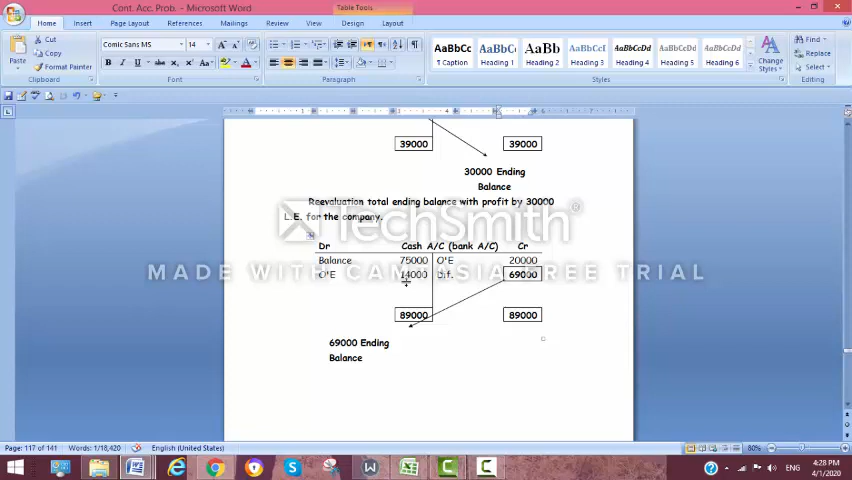 Cont. Acc. Prob. - Microsoft Word
Table Tools
Home Insert Page Layout References Mailings Review View Design Layout
Paste
Cut
Copy
Format Painter
Clipboard
Comic Sans MS 14
Font
Paragraph
AaBbCc AaBbCc AaBb AaBbCcI AaBbCcDd AaBbCcDd AaBbCcDd
¶ Caption Heading 1 Heading 2 Heading 3 Heading 4 Heading 5 Heading 6
Change Styles
Styles
Find
Replace
Select
Editing
39000 39000
30000 Ending
Balance
Reevaluation total ending balance with profit by 30000
L.E. for the company.
TechSmith
MADE WITH CAMTASIA FREE TRIAL
Dr Cash A/C (bank A/C) Cr
Balance 75000 O'E 20000
O'E 14000 Dif. 69000
89000 89000
69000 Ending
Balance
Page: 117 of 141 Words: 1/18,420 English (United States) 80%
ENG
4:28 PM
4/1/2020